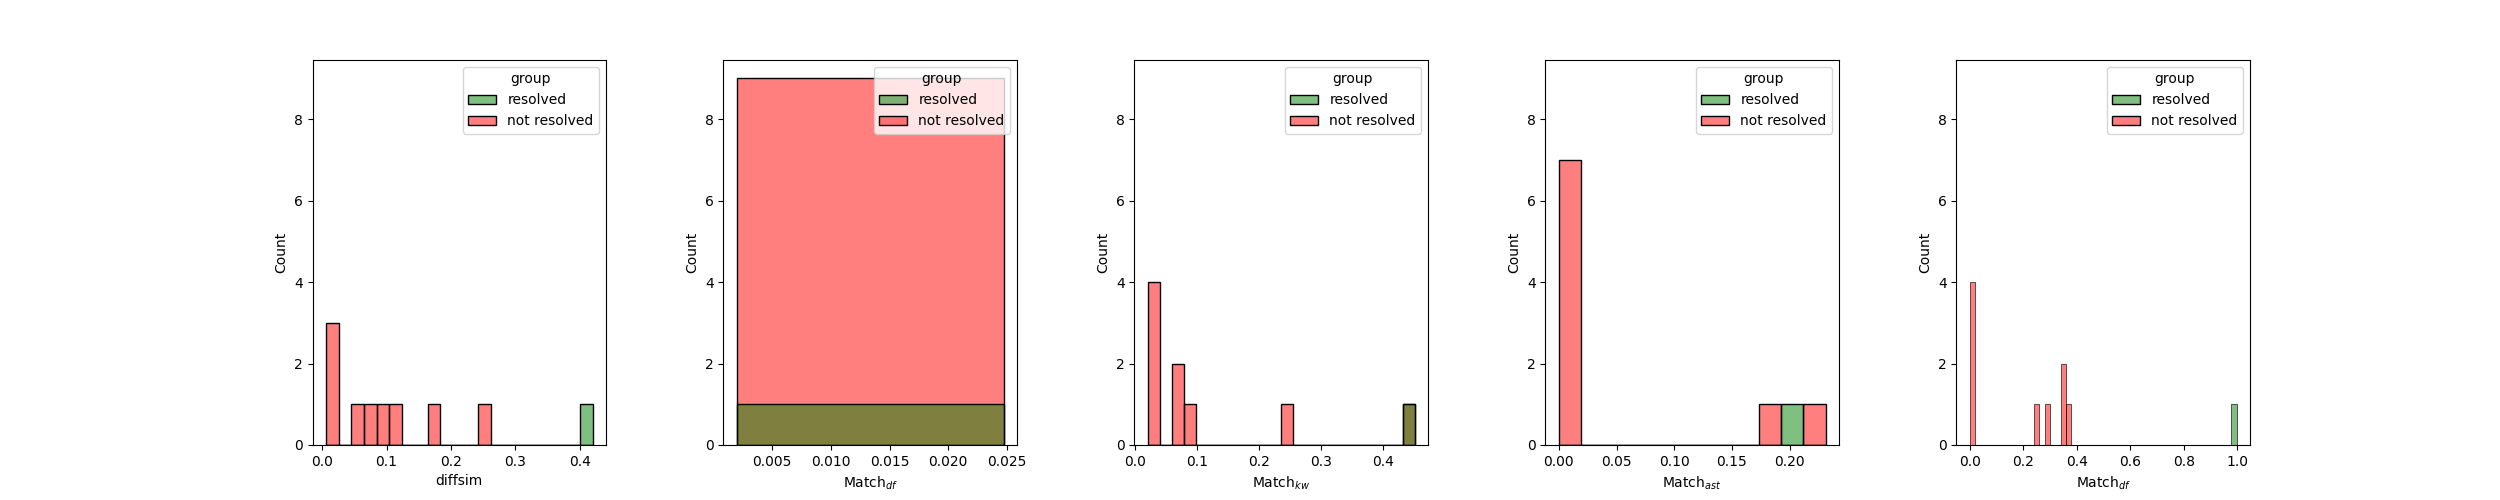 group
resolved
not resolved
8
6
4
2
0
Count
0.0 0.1 0.2 0.3 0.4
diffsim
group
resolved
not resolved
8
6
4
2
0
Count
0.005 0.010 0.015 0.020 0.025
Match_df
group
resolved
not resolved
8
6
4
2
0
Count
0.0 0.1 0.2 0.3 0.4
Match_kw
group
resolved
not resolved
8
6
4
2
0
Count
0.00 0.05 0.10 0.15 0.20
Match_ast
group
resolved
not resolved
8
6
4
2
0
Count
0.0 0.2 0.4 0.6 0.8 1.0
Match_df